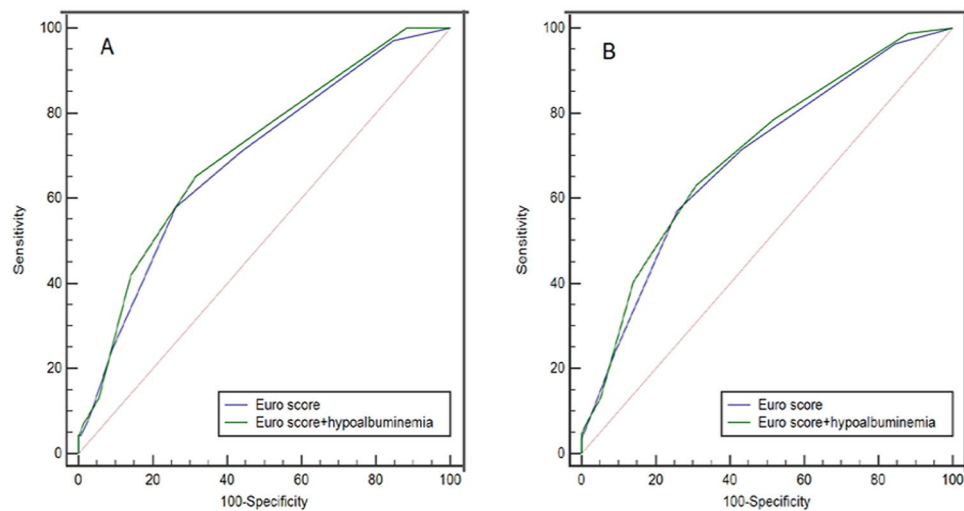 A
100
80
60
40
20
0
Sensitivity
0 20 40 60 80 100
100-Specificity
Euro score
Euro score+hypoalbuminemia
B
100
80
60
40
20
0
Sensitivity
0 20 40 60 80 100
100-Specificity
Euro score
Euro score+hypoalbuminemia